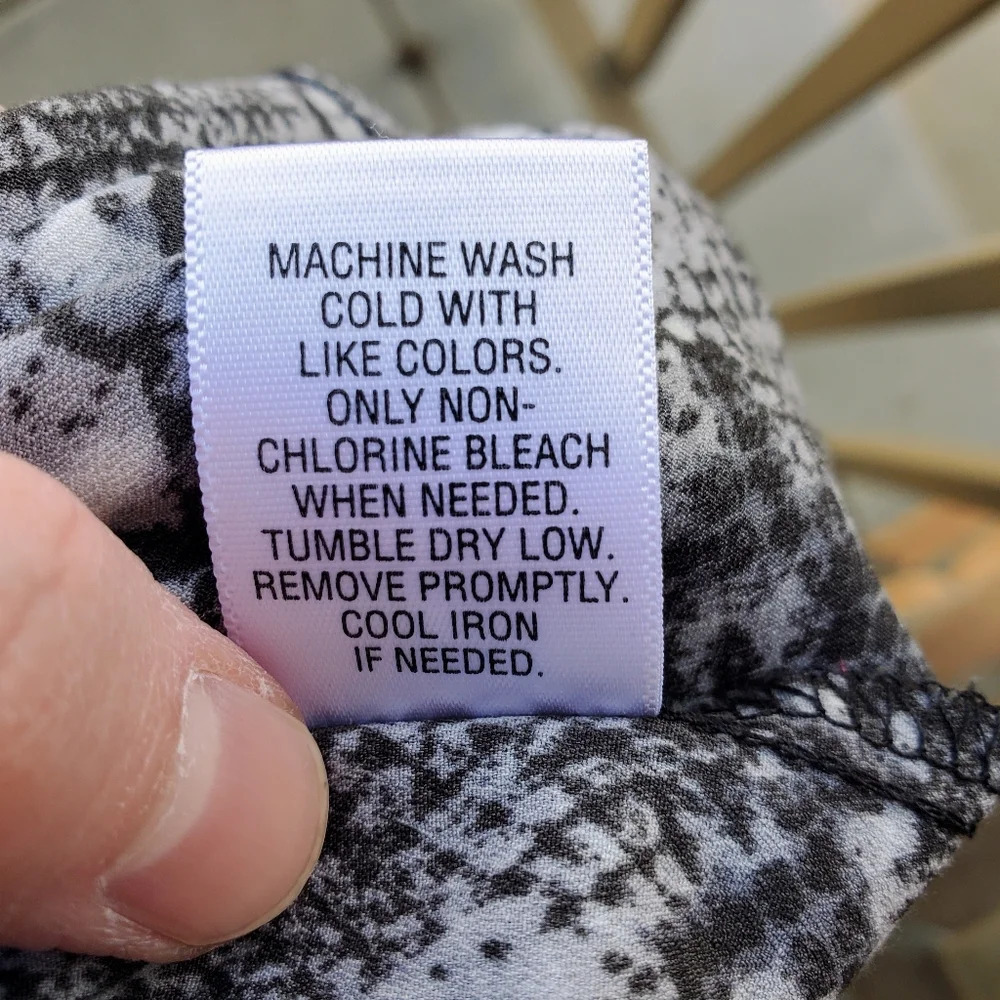 MACHINE WASH
COLD WITH
LIKE COLORS.
ONLY NON-
CHLORINE BLEACH
WHEN NEEDED.
TUMBLE DRY LOW.
REMOVE PROMPTLY.
COOL IRON
IF NEEDED.